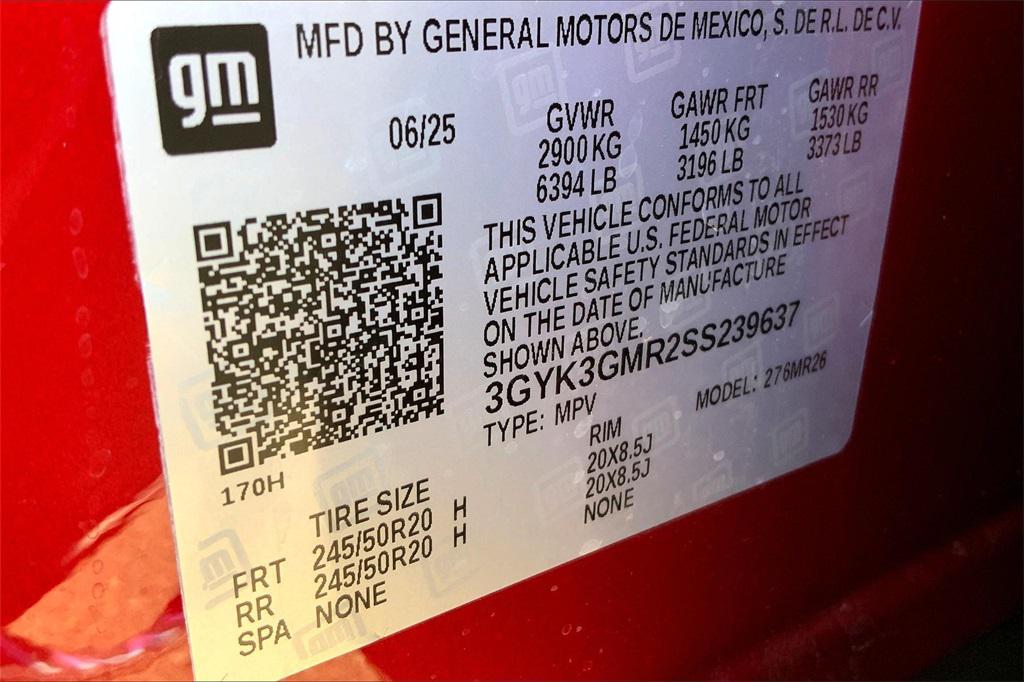 gm
MFD BY GENERAL MOTORS DE MEXICO, S. DE R.L. DE C.V.
06/25
GVWR GAWR FRT GAWR RR
2900 KG 1450 KG 1530 KG
6394 LB 3196 LB 3373 LB
THIS VEHICLE CONFORMS TO ALL
APPLICABLE U.S. FEDERAL MOTOR
VEHICLE SAFETY STANDARDS IN EFFECT
ON THE DATE OF MANUFACTURE
SHOWN ABOVE.
3GYK3GMR2SS239637
TYPE: MPV MODEL: 276MR26
170H
TIRE SIZE RIM
FRT 245/50R20 H 20X8.5J
RR 245/50R20 H 20X8.5J
SPA NONE NONE